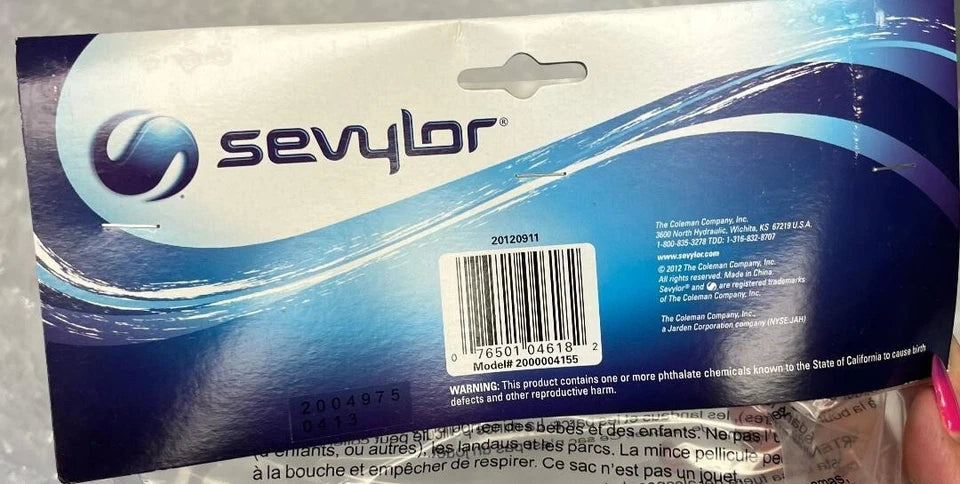 sevylor®
20120911
The Coleman Company, Inc.
3600 North Hydraulic, Wichita, KS 67219 U.S.A.
1-800-835-3278 TDD: 1-316-832-8707
www.sevylor.com
© 2012 The Coleman Company, Inc.
All rights reserved. Made in China.
Sevylor® and are registered trademarks
of The Coleman Company, Inc.
The Coleman Company, Inc.,
a Jarden Corporation company (NYSE:JAH)
0 76501 04618 2
Model# 2000004155
WARNING: This product contains one or more phthalate chemicals known to the State of California to cause birth
defects and other reproductive harm.
2004975
0413
des bébés et des enfants. Ne pas l'
(d'enfants, ou autres), les landaus et les parcs. La mince pellicule
à la bouche et empêcher de respirer. Ce sac n'est pas un jouet